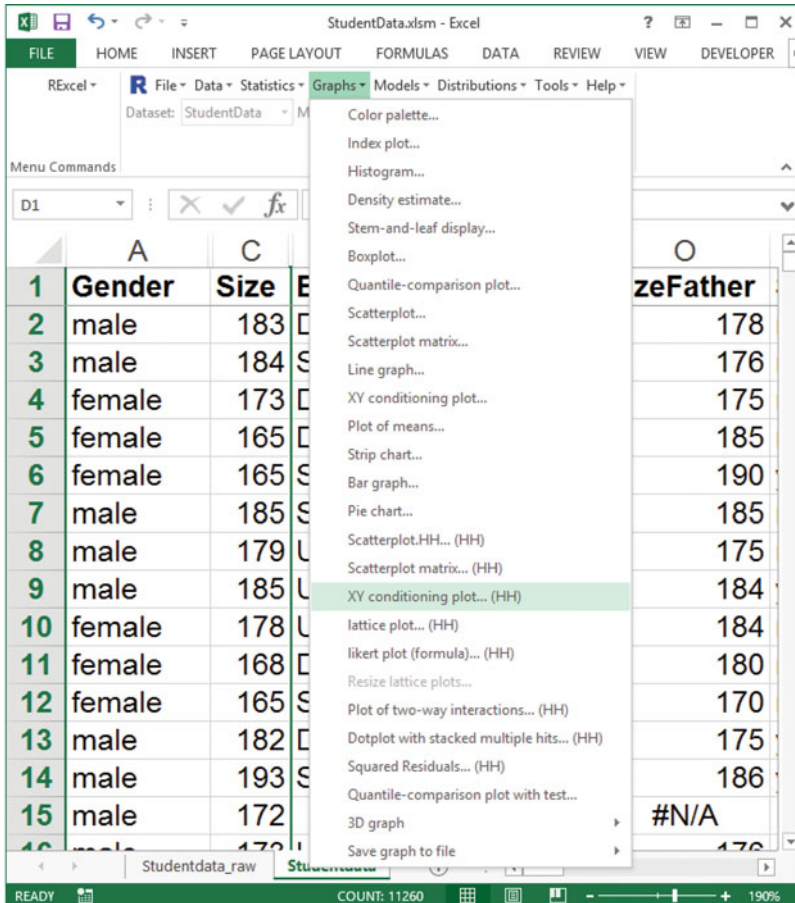 StudentData.xlsm - Excel
FILE HOME INSERT PAGE LAYOUT FORMULAS DATA REVIEW VIEW DEVELOPER
RExcel R File Data Statistics Graphs Models Distributions Tools Help
Dataset: StudentData M
Menu Commands
Color palette...
Index plot...
Histogram...
Density estimate...
Stem-and-leaf display...
Boxplot...
Quantile-comparison plot...
Scatterplot...
Scatterplot matrix...
Line graph...
XY conditioning plot...
Plot of means...
Strip chart...
Bar graph...
Pie chart...
Scatterplot.HH... (HH)
Scatterplot matrix... (HH)
XY conditioning plot... (HH)
lattice plot... (HH)
likert plot (formula)... (HH)
Resize lattice plots...
Plot of two-way interactions... (HH)
Dotplot with stacked multiple hits... (HH)
Squared Residuals... (HH)
Quantile-comparison plot with test...
3D graph
Save graph to file
D1 fx
A C O
1 Gender Size zeFather
2 male 183 178
3 male 184 S 176
4 female 173 175
5 female 165 185
6 female 165 S 190
7 male 185 S 185
8 male 179 U 175
9 male 185 U 184
10 female 178 U 184
11 female 168 180
12 female 165 S 170
13 male 182 175
14 male 193 S 186
15 male 172 #N/A
Studentdata_raw Studentdata
READY COUNT: 11260 190%